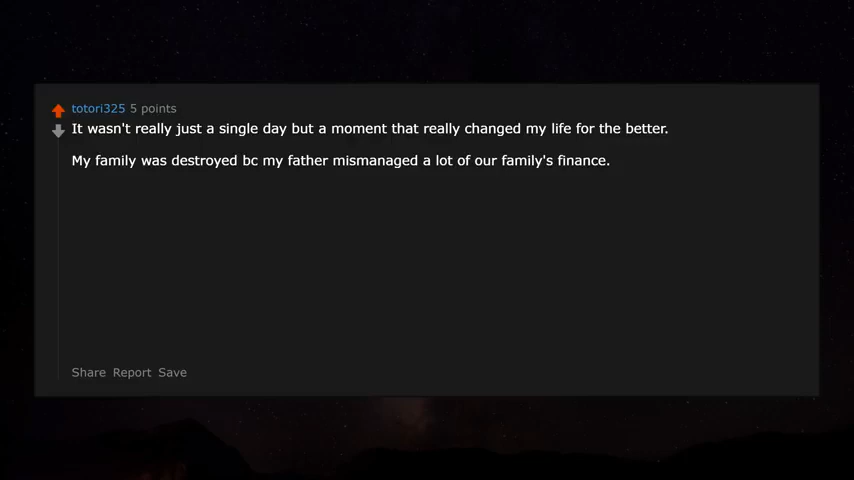 totori325 5 points
It wasn't really just a single day but a moment that really changed my life for the better.
My family was destroyed bc my father mismanaged a lot of our family's finance.
Share Report Save